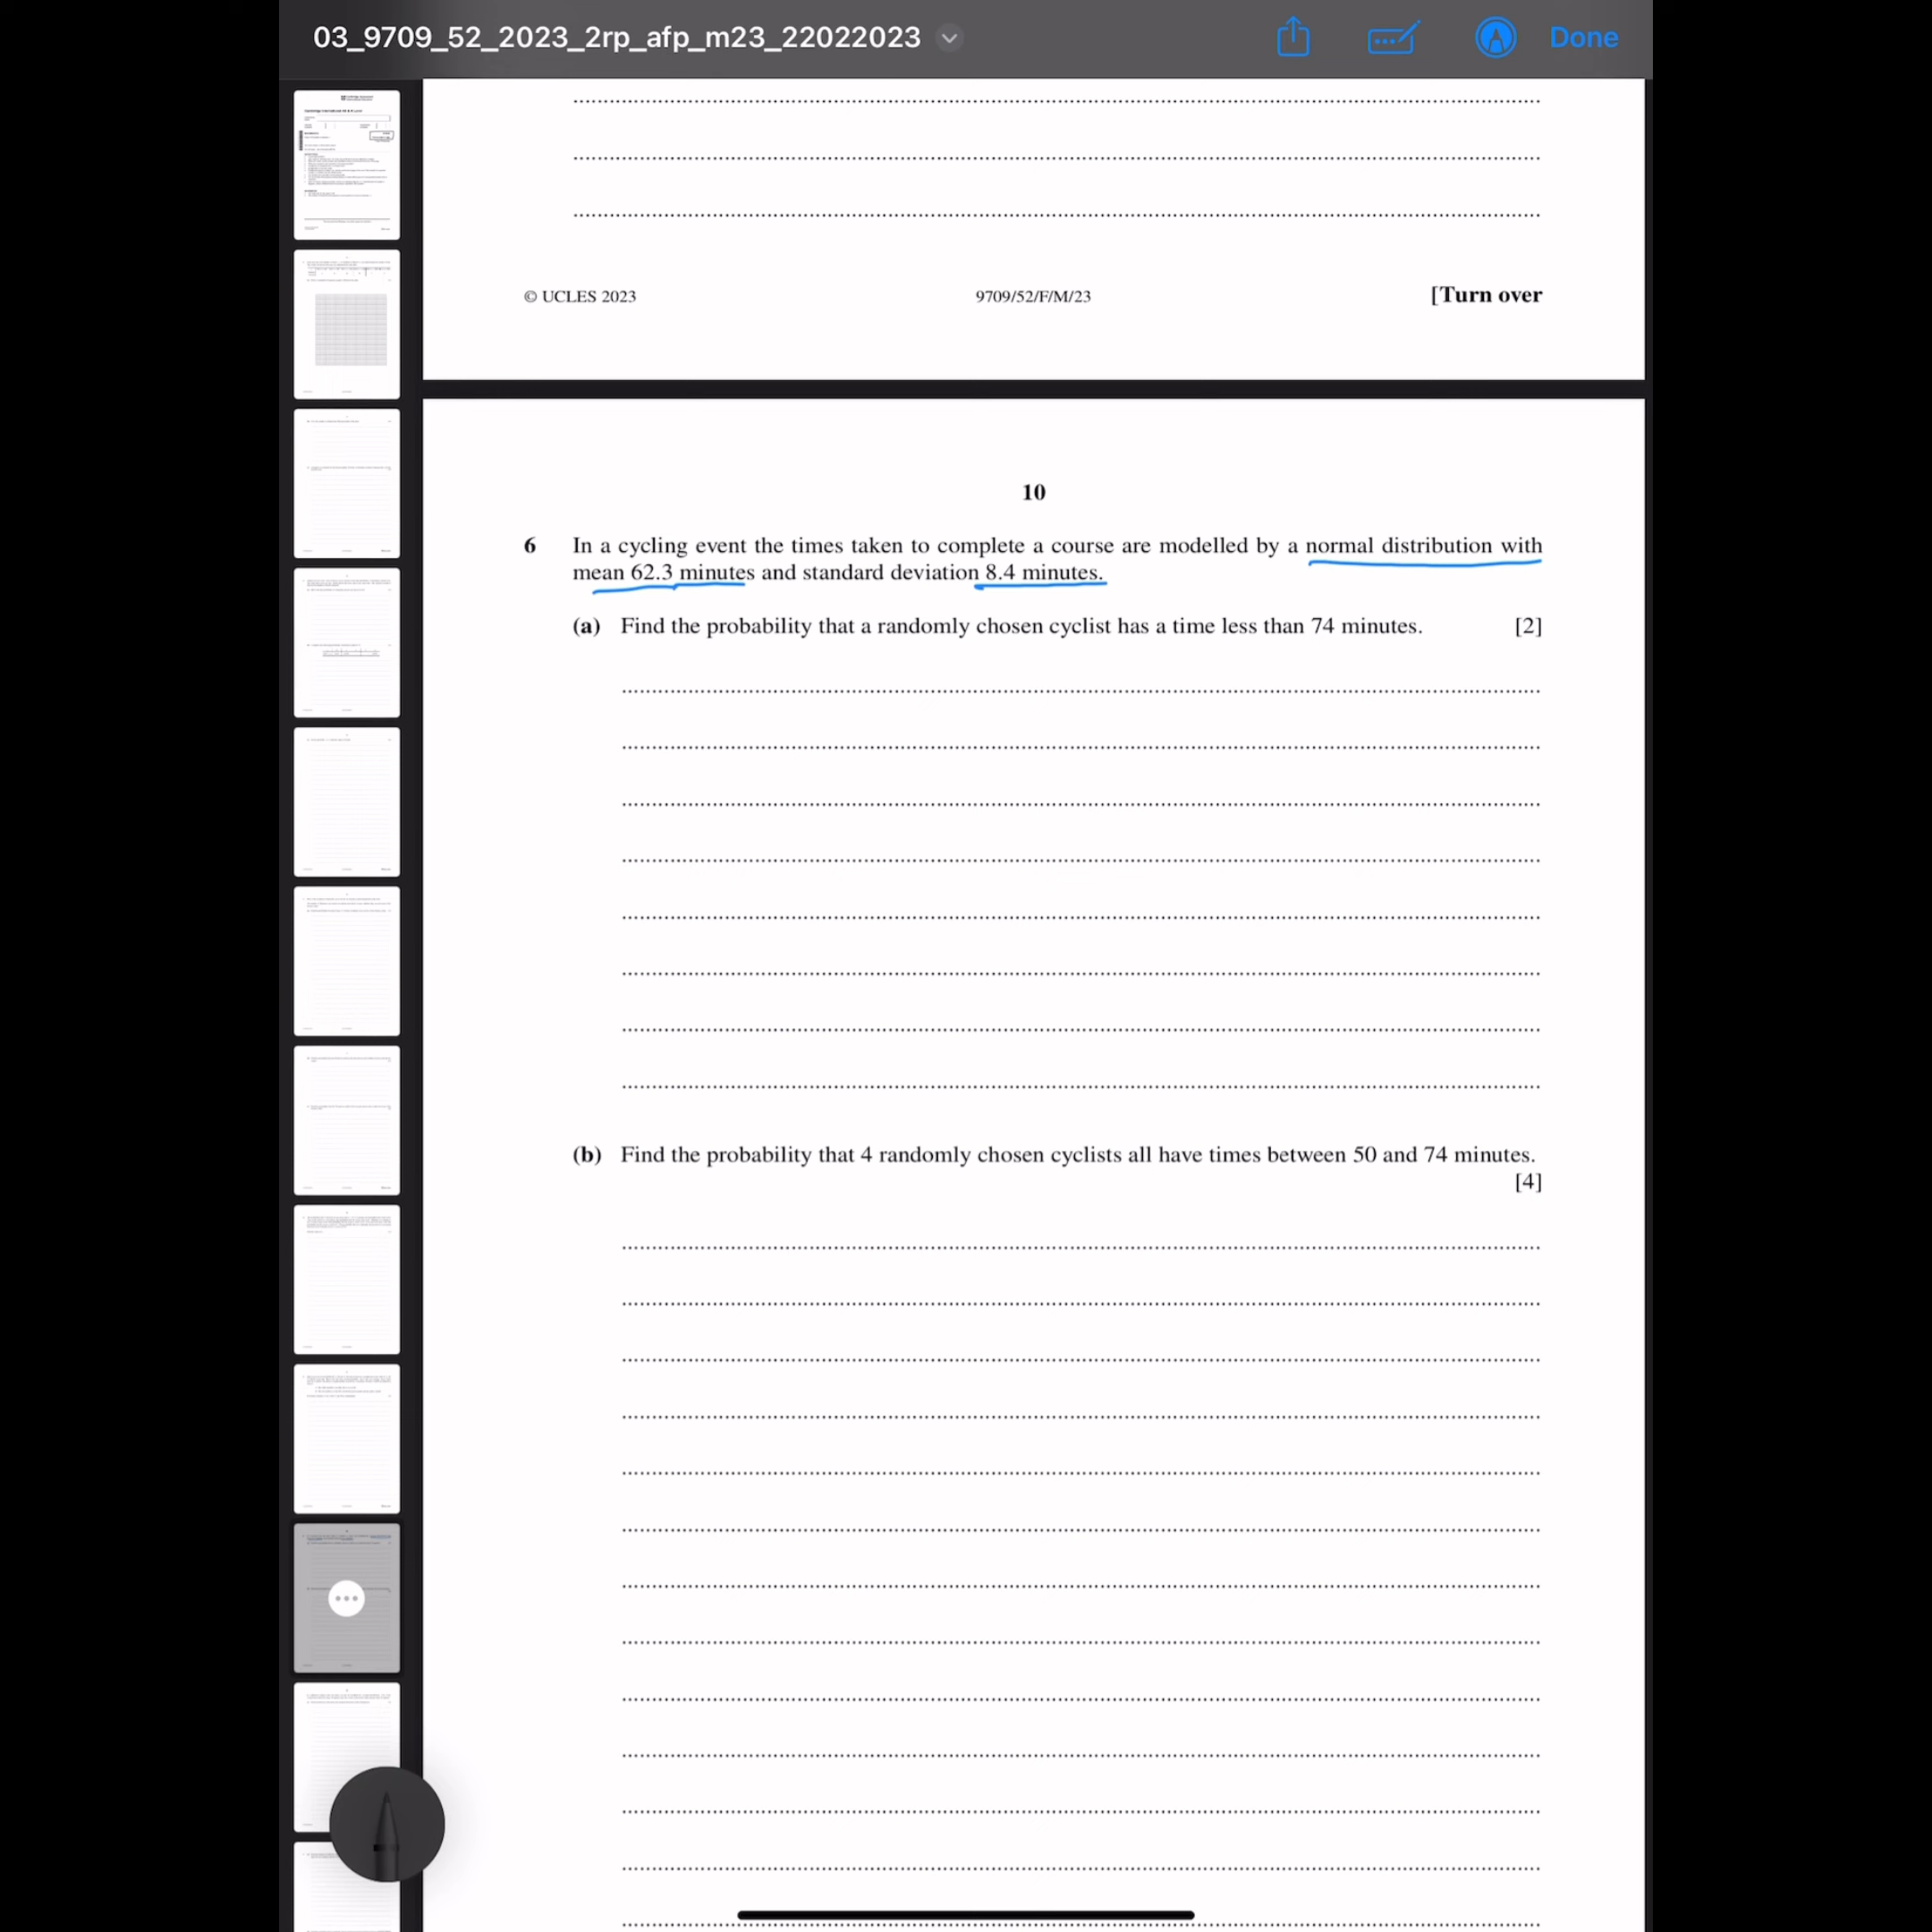 03_9709_52_2023_2rp_afp_m23_22022023
Done
© UCLES 2023 9709/52/F/M/23 [Turn over
10
6 In a cycling event the times taken to complete a course are modelled by a normal distribution with
mean 62.3 minutes and standard deviation 8.4 minutes.
(a) Find the probability that a randomly chosen cyclist has a time less than 74 minutes. [2]
(b) Find the probability that 4 randomly chosen cyclists all have times between 50 and 74 minutes.
[4]